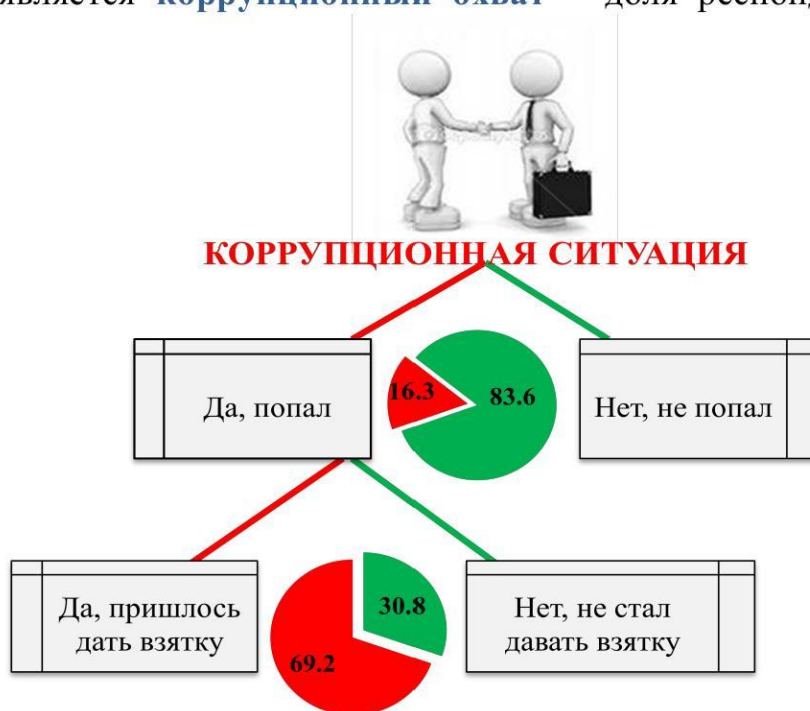 является коррупционный охват
доля
КОРРУПЦИОННАЯ СИТУАЦИЯ
Да, попал
16.3
83.6
Нет, не попал
Да, пришлось
дать взятку
69.2
30.8
Нет, не стал
давать взятку